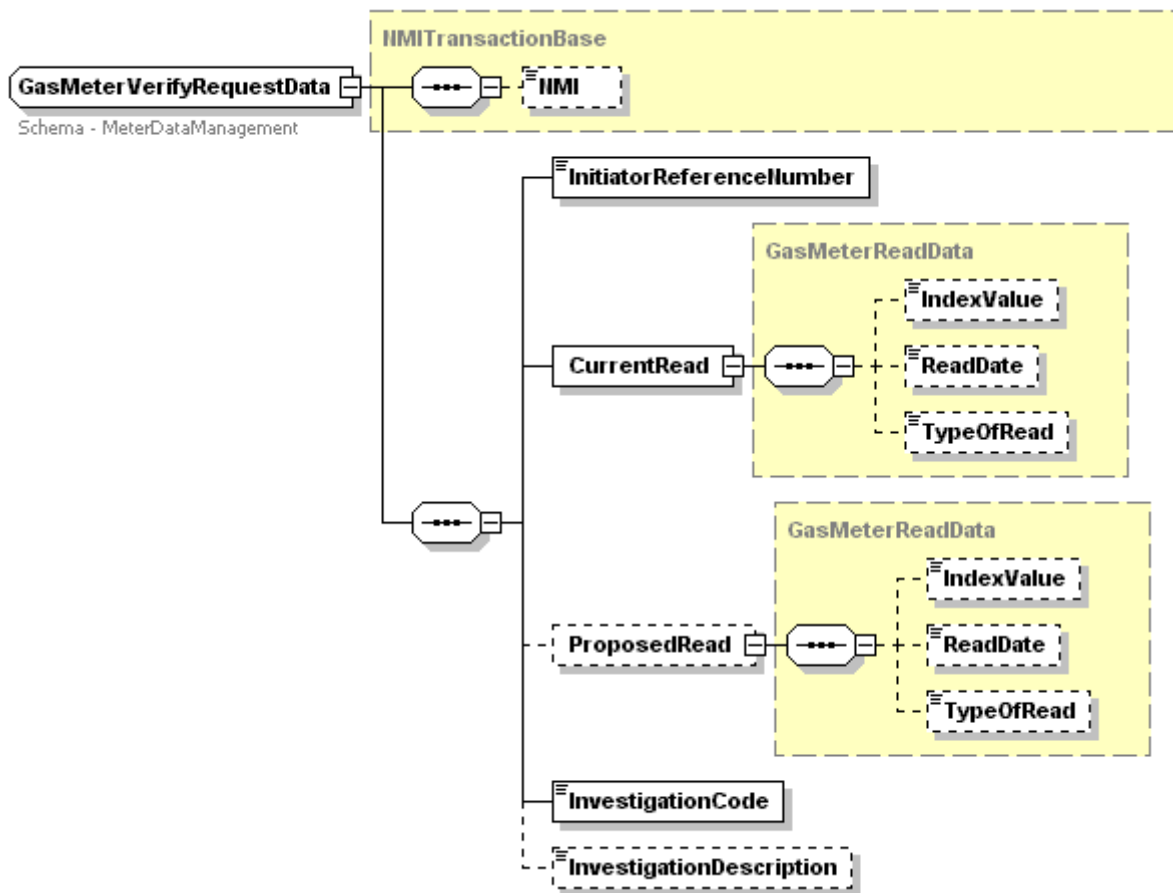 NMITransactionBase
GasMeterVerifyRequestData
NMI
Schema - MeterDataManagement
InitiatorReferenceNumber
GasMeterReadData
IndexValue
CurrentRead
ReadDate
TypeOfRead
GasMeterReadData
IndexValue
ProposedRead
ReadDate
TypeOfRead
InvestigationCode
InvestigationDescription